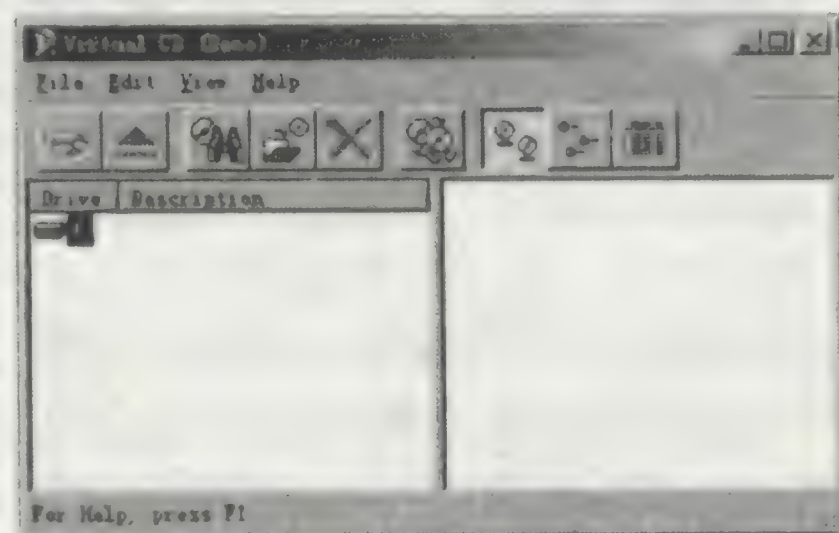 Virtual CD (Demo)
File Edit View Help
Drive Description
For Help, press F1